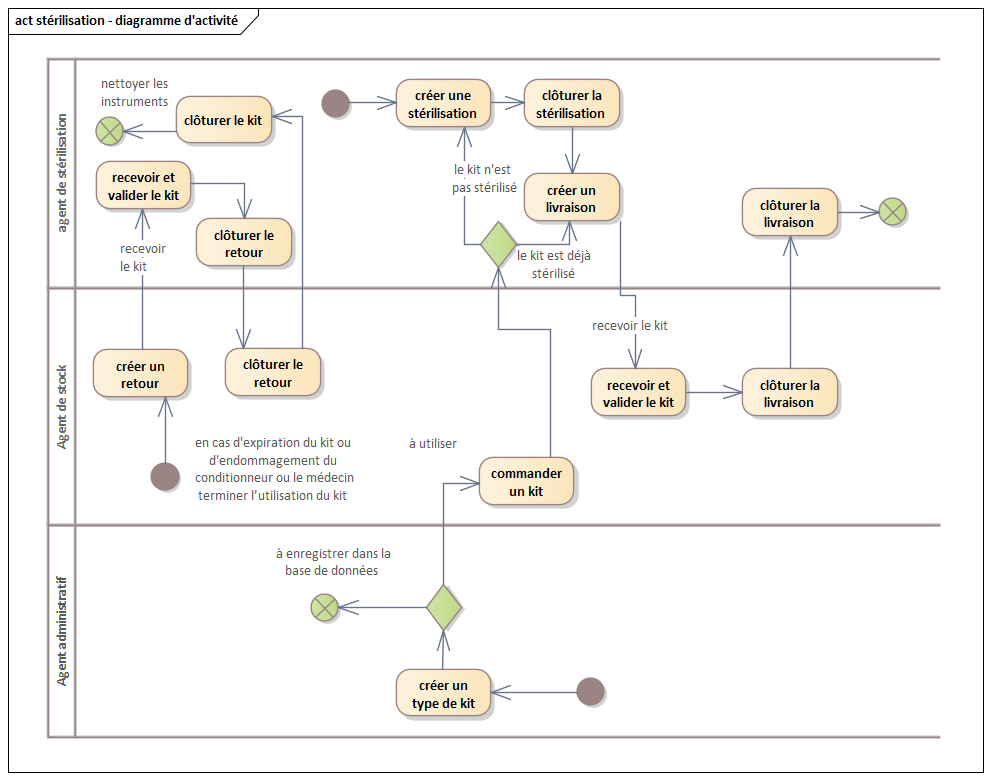 act stérilisation - diagramme d'activité
agent de stérilisation
nettoyer les
instruments
clôturer le kit
créer une
stérilisation
clôturer la
stérilisation
recevoir et
valider le kit
le kit n'est
pas stérilisé
créer un
livraison
clôturer la
livraison
clôturer le
retour
recevoir
le kit
le kit est déjà
stérilisé
Agent de stock
recevoir le kit
créer un
retour
clôturer le
retour
recevoir et
valider le kit
clôturer la
livraison
en cas d'expiration du kit ou
d'endommagement du
conditionneur ou le médecin
terminer l'utilisation du kit
à utiliser
commander
un kit
Agent administratif
à enregistrer dans la
base de données
créer un
type de kit